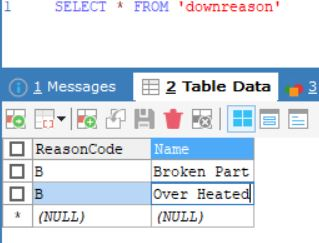 1 SELECT * FROM 'downreason'
1 Messages 2 Table Data 3
ReasonCode Name
B Broken Part
B Over Heated
* (NULL) (NULL)